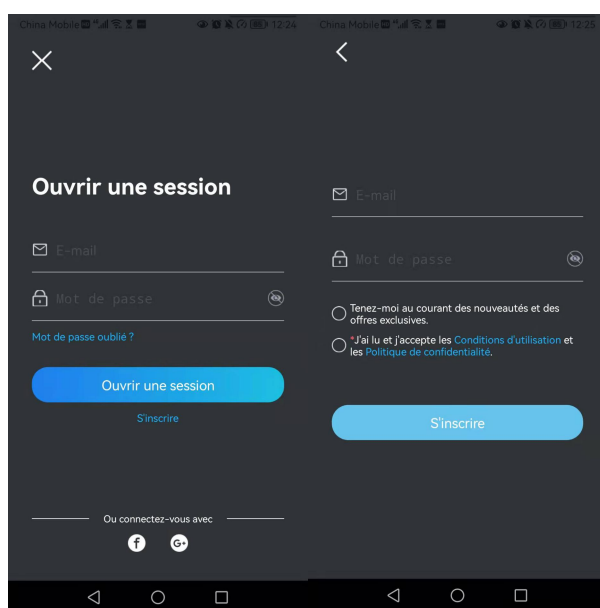 China Mobile 12:24
Ouvrir une session
E-mail
Mot de passe
Mot de passe oublié ?
Ouvrir une session
S'inscrire
Ou connectez-vous avec
f G+
China Mobile 12:25
E-mail
Mot de passe
Tenez-moi au courant des nouveautés et des
offres exclusives.
*J'ai lu et j'accepte les Conditions d'utilisation et
les Politique de confidentialité.
S'inscrire